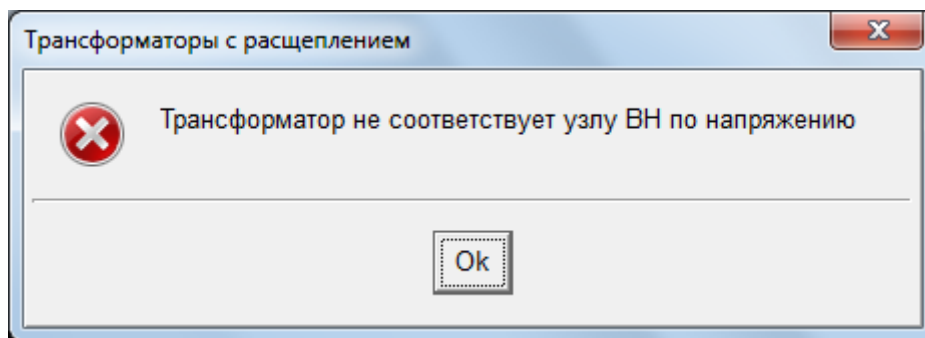 Трансформаторы с расщеплением
Трансформатор не соответствует узлу ВН по напряжению
Ok